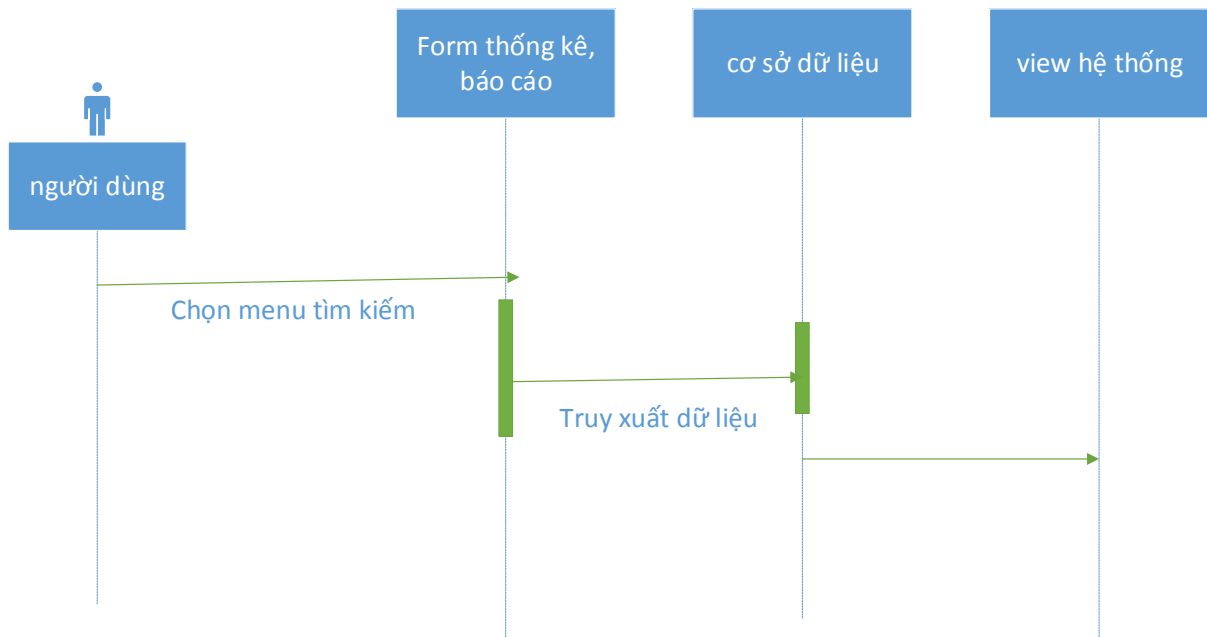 Form thống kê,
báo cáo
cơ sở dữ liệu
view hệ thống
người dùng
Chọn menu tìm kiếm
Truy xuất dữ liệu